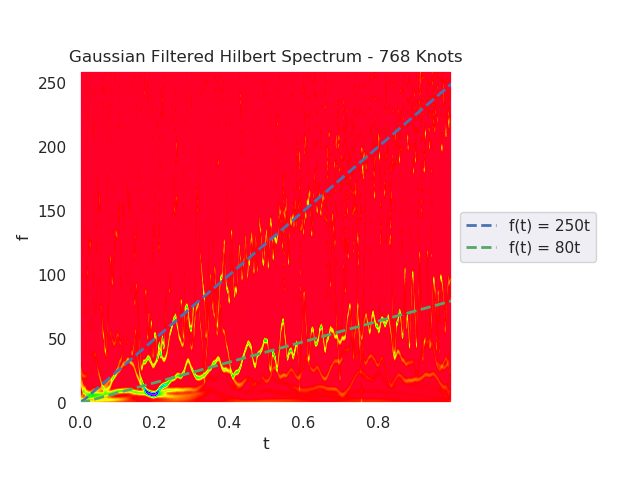 Gaussian Filtered Hilbert Spectrum - 768 Knots
250
200
150
100
50
0
f
0.0 0.2 0.4 0.6 0.8
t
f(t) = 250t
f(t) = 80t